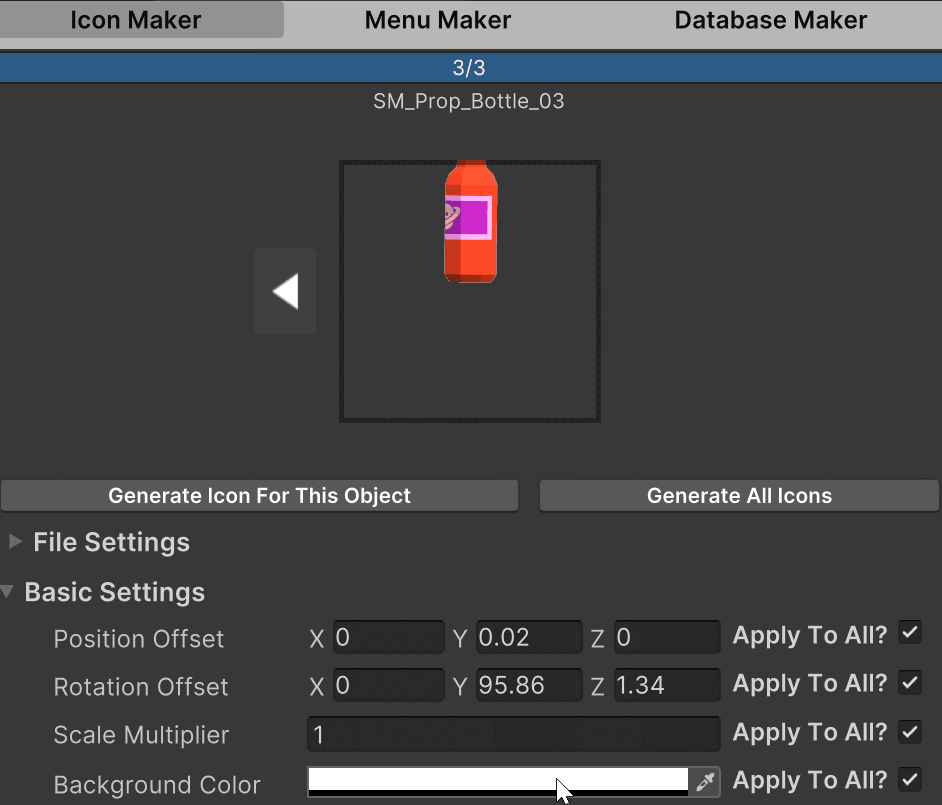 Icon Maker Menu Maker Database Maker
3/3
SM_Prop_Bottle_03
Generate Icon For This Object Generate All Icons
File Settings
Basic Settings
Position Offset X 0 Y 0.02 Z 0 Apply To All?
Rotation Offset X 0 Y 95.86 Z 1.34 Apply To All?
Scale Multiplier 1 Apply To All?
Background Color Apply To All?